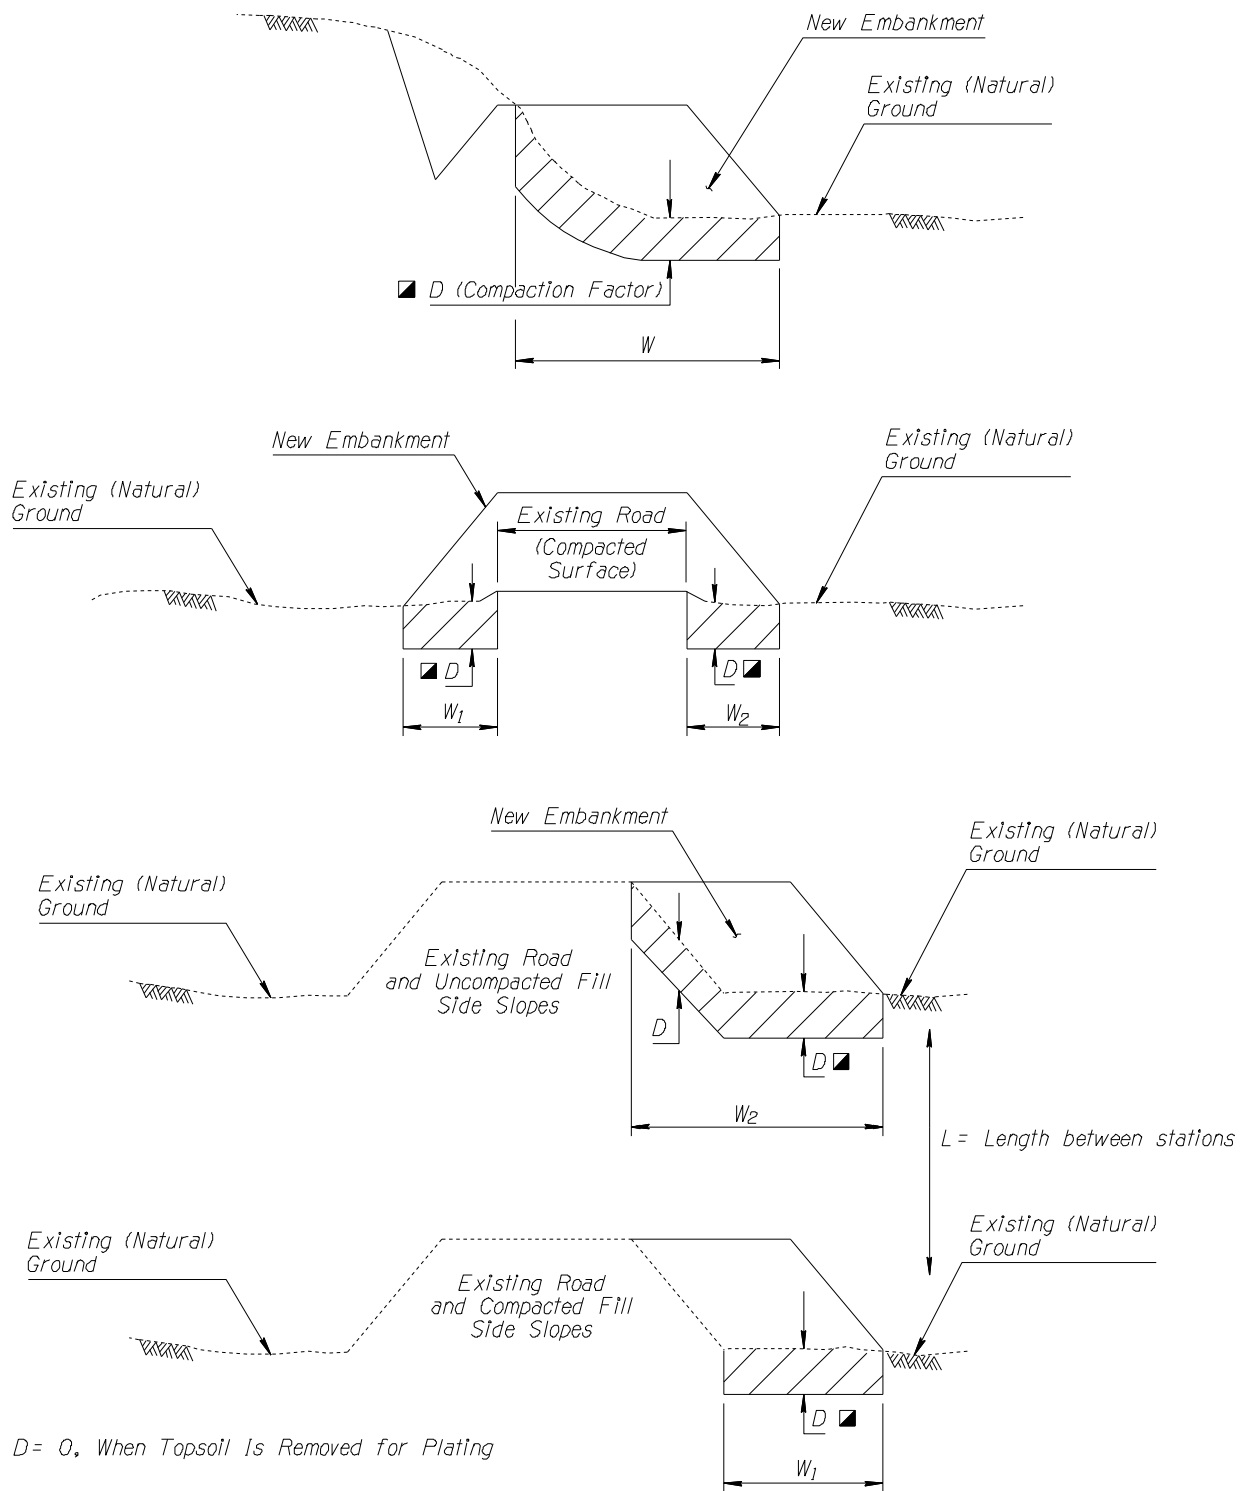 New Embankment
Existing (Natural)
Ground
D (Compaction Factor)
W
New Embankment
Existing (Natural)
Ground
Existing (Natural)
Ground
Existing Road
(Compacted
Surface)
D
D
W1
W2
New Embankment
Existing (Natural)
Ground
Existing (Natural)
Ground
Existing Road
and Uncompacted Fill
Side Slopes
D
D
W2
L= Length between stations
Existing (Natural)
Ground
Existing (Natural)
Ground
Existing Road
and Compacted Fill
Side Slopes
D
D= 0, When Topsoil Is Removed for Plating
W1